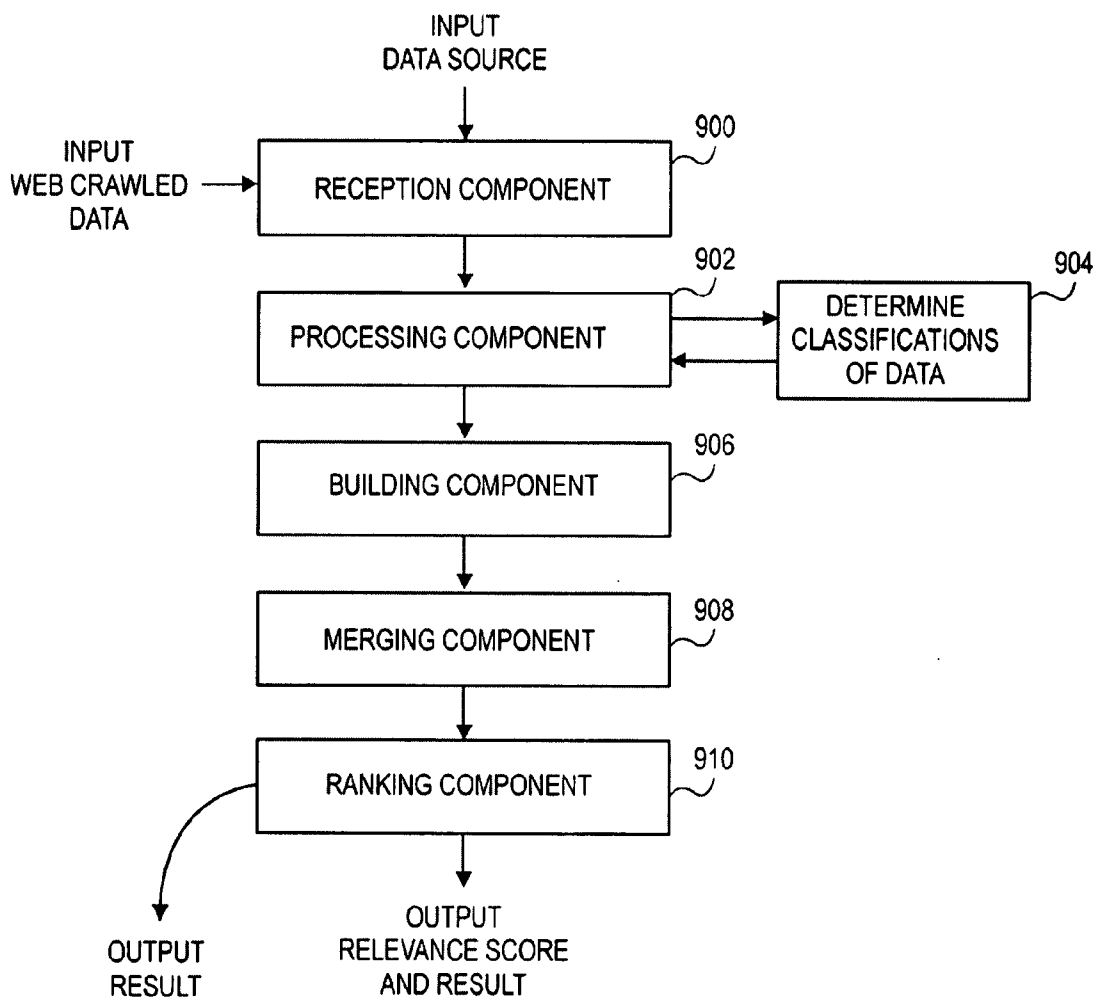 INPUT
DATA SOURCE
900
INPUT
WEB CRAWLED
DATA
RECEPTION COMPONENT
902
904
PROCESSING COMPONENT
DETERMINE
CLASSIFICATIONS
OF DATA
906
BUILDING COMPONENT
908
MERGING COMPONENT
910
RANKING COMPONENT
OUTPUT
RESULT
OUTPUT
RELEVANCE SCORE
AND RESULT